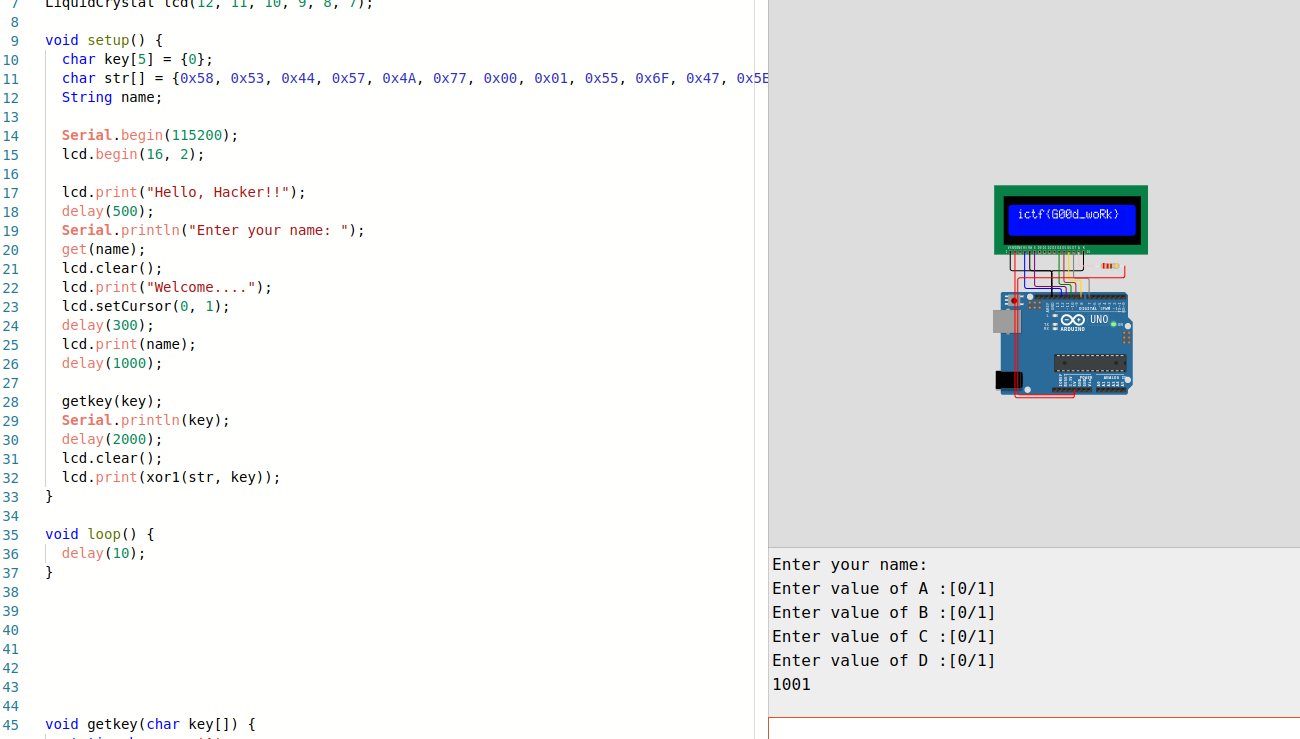 7 LiquidCrystal lcd(12, 11, 10, 9, 8, 7);
8
9 void setup() {
10 char key[5] = {0};
11 char str[] = {0x58, 0x53, 0x44, 0x57, 0x4A, 0x77, 0x00, 0x01, 0x55, 0x6F, 0x47, 0x5E
12 String name;
13
14 Serial.begin(115200);
15 lcd.begin(16, 2);
16
17 lcd.print("Hello, Hacker!!");
18 delay(500);
19 Serial.println("Enter your name: ");
20 get(name);
21 lcd.clear();
22 lcd.print("Welcome....");
23 lcd.setCursor(0, 1);
24 delay(300);
25 lcd.print(name);
26 delay(1000);
27
28 getkey(key);
29 Serial.println(key);
30 delay(2000);
31 lcd.clear();
32 lcd.print(xor1(str, key));
33 }
34
35 void loop() {
36 delay(10);
37 }
38
39
40
41
42
43
44
45 void getkey(char key[]) {
ictf{G00d_woRk}
DIGITAL (PWM ~)
UNO
ARDUINO
POWER
Enter your name:
Enter value of A :[0/1]
Enter value of B :[0/1]
Enter value of C :[0/1]
Enter value of D :[0/1]
1001